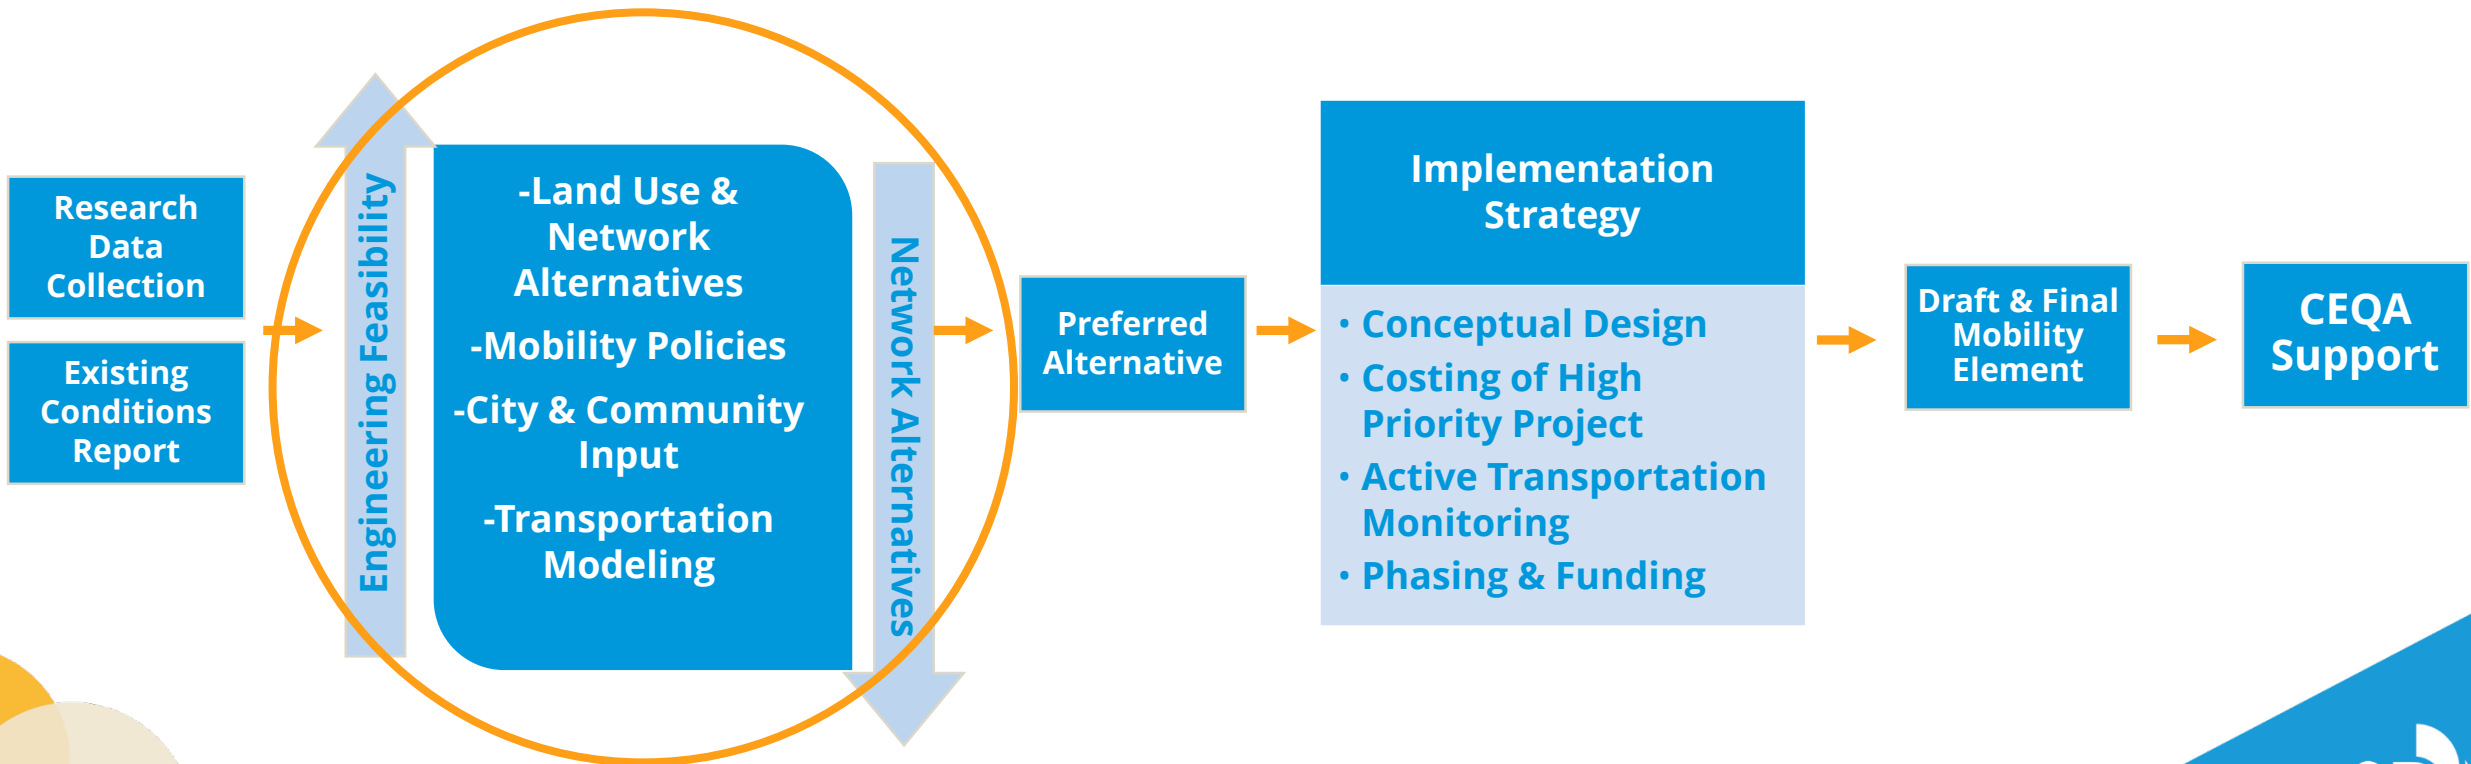 Research
Data
Collection
Existing
Conditions
Report
Engineering Feasibility
-Land Use &
Network
Alternatives
-Mobility Policies
-City & Community
Input
-Transportation
Modeling
Network Alternatives
Preferred
Alternative
Implementation
Strategy
• Conceptual Design
• Costing of High
Priority Project
• Active Transportation
Monitoring
• Phasing & Funding
Draft & Final
Mobility
Element
CEQA
Support